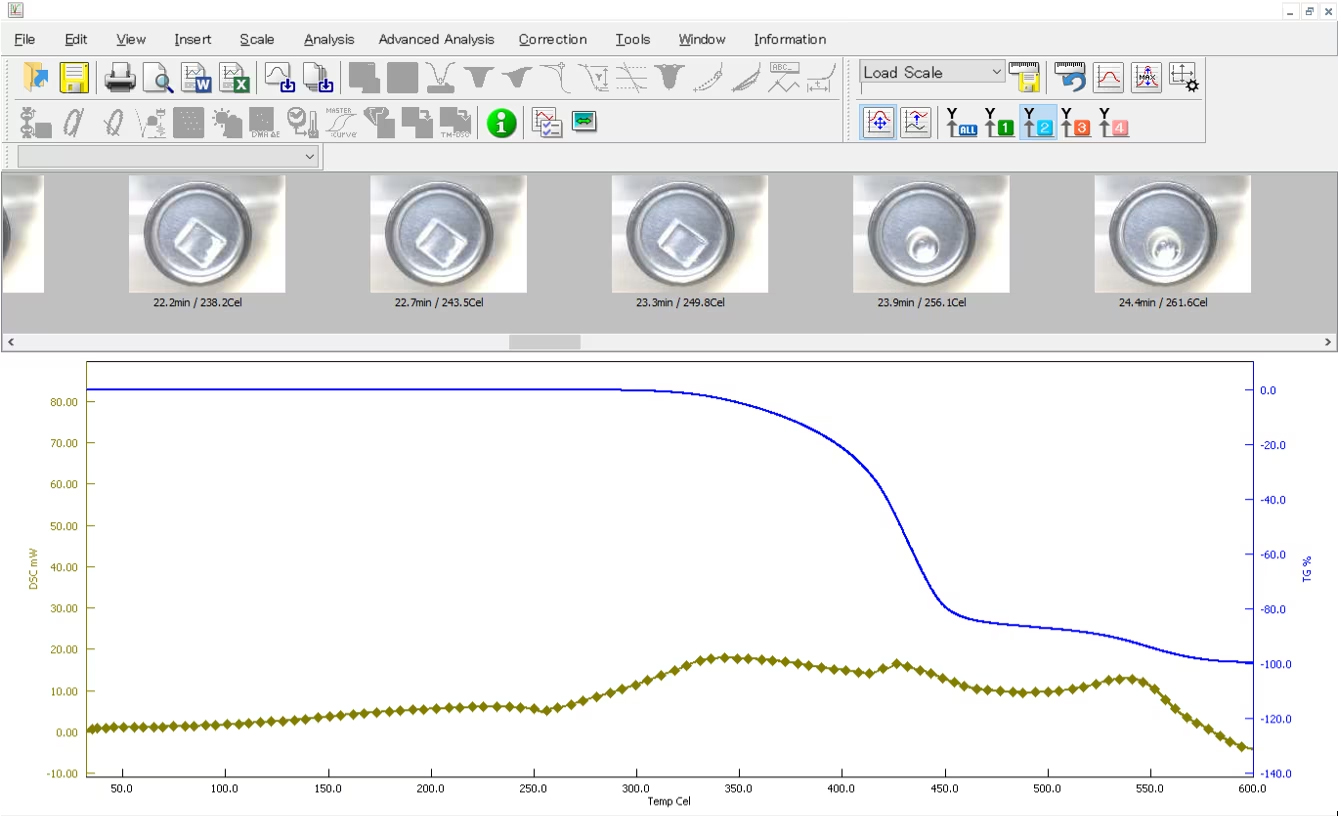 File Edit View Insert Scale Analysis Advanced Analysis Correction Tools Window Information
ABC_
Load Scale
MAX
DMA ΔE
MASTER
curve
TM-DSC
Y ALL Y 1 Y 2 Y 3 Y 4
22.2min / 238.2Cel
22.7min / 243.5Cel
23.3min / 249.8Cel
23.9min / 256.1Cel
24.4min / 261.6Cel
DSC mW
80.00
70.00
60.00
50.00
40.00
30.00
20.00
10.00
0.00
-10.00
TG %
0.0
-20.0
-40.0
-60.0
-80.0
-100.0
-120.0
-140.0
50.0 100.0 150.0 200.0 250.0 300.0 350.0 400.0 450.0 500.0 550.0 600.0
Temp Cel